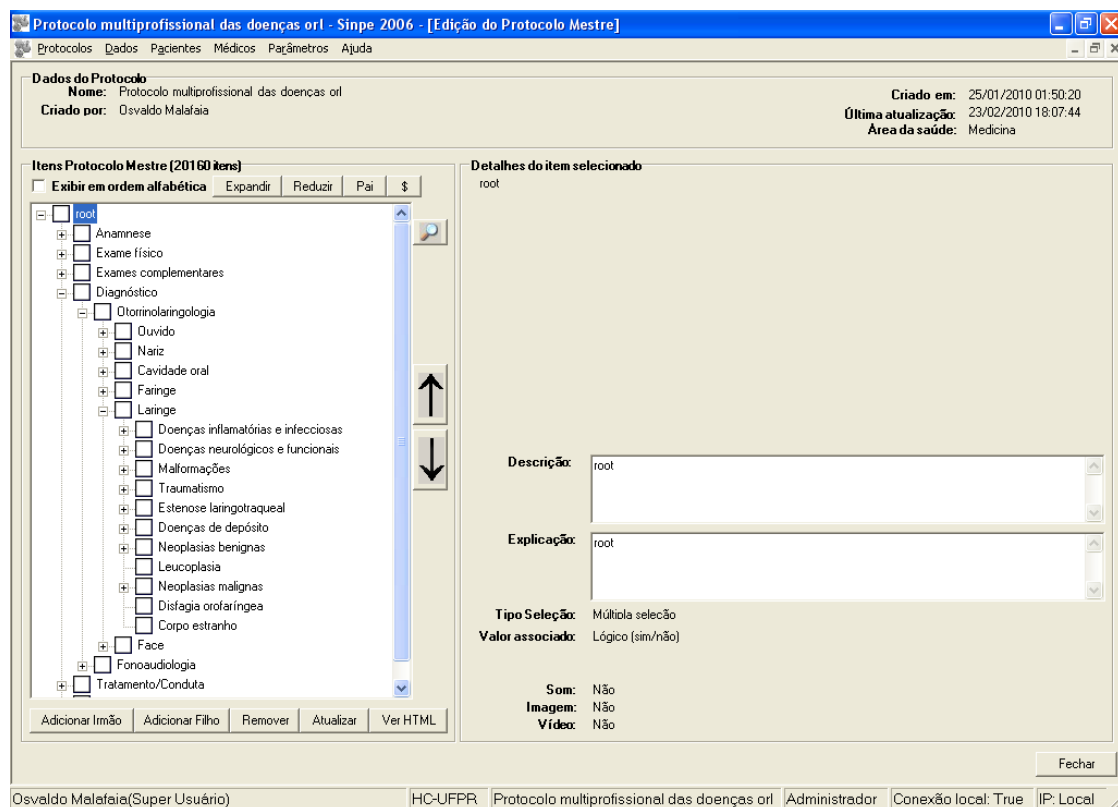 Protocolo multiprofissional das doenças orl - Sinpe 2006 - [Edição do Protocolo Mestre]
Protocolos Dados Pacientes Médicos Parâmetros Ajuda
Dados do Protocolo
Nome: Protocolo multiprofissional das doenças orl
Criado por: Osvaldo Malafaia
Criado em: 25/01/2010 01:50:20
Última atualização: 23/02/2010 18:07:44
Área da saúde: Medicina
Itens Protocolo Mestre (20160 itens)
Exibir em ordem alfabética Expandir Reduzir Pai $
root
Anamnese
Exame físico
Exames complementares
Diagnóstico
Otorrinolaringologia
Ouvido
Nariz
Cavidade oral
Faringe
Laringe
Doenças inflamatórias e infecciosas
Doenças neurológicos e funcionais
Malformações
Traumatismo
Estenose laringotraqueal
Doenças de depósito
Neoplasias benignas
Leucoplasia
Neoplasias malignas
Disfagia orofaríngea
Corpo estranho
Face
Fonoaudiologia
Tratamento/Conduta
Adicionar Irmão Adicionar Filho Remover Atualizar Ver HTML
Detalhes do item selecionado
root
Descrição: root
Explicação: root
Tipo Seleção: Múltipla seleção
Valor associado: Lógico (sim/não)
Som: Não
Imagem: Não
Vídeo: Não
Fechar
Osvaldo Malafaia(Super Usuário) HC-UFPR Protocolo multiprofissional das doenças orl Administrador Conexão local: True IP: Local